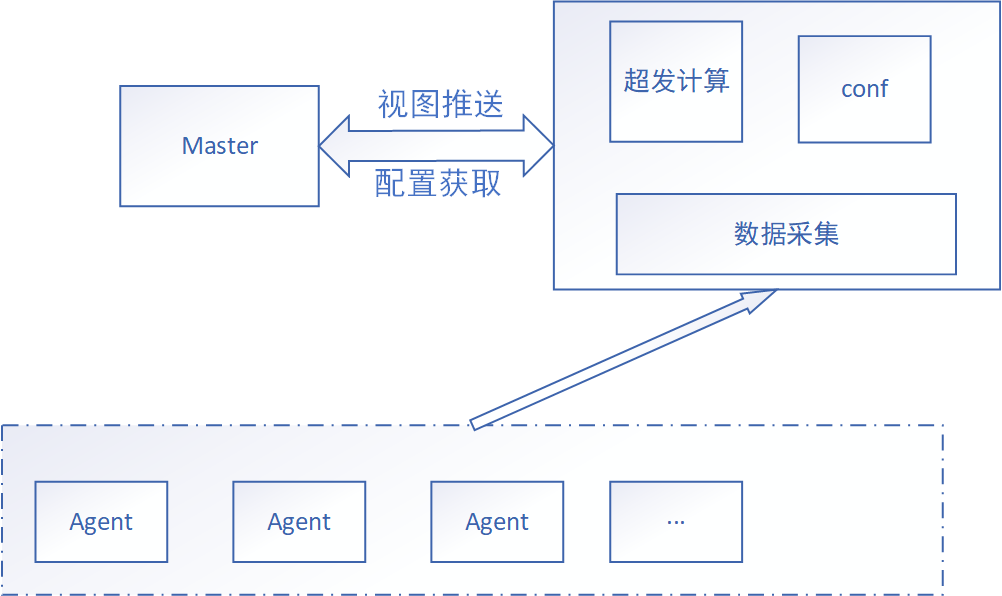 超发计算
conf
视图推送
Master
配置获取
数据采集
Agent
Agent
Agent
...